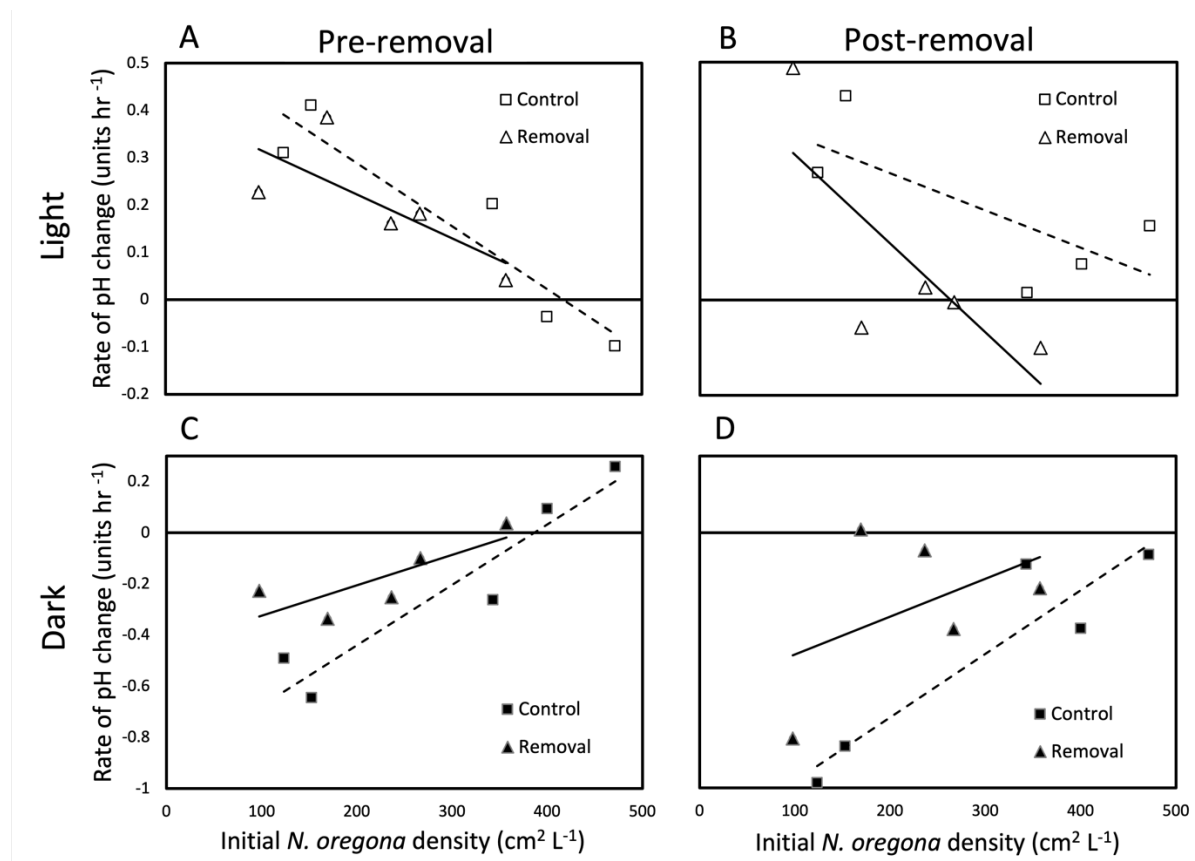 A Pre-removal
B Post-removal
Light
Rate of pH change (units hr -1)
0.5
0.4
0.3
0.2
0.1
0
-0.1
-0.2
□ Control
△ Removal
□ Control
△ Removal
C
D
Dark
Rate of pH change (units hr -1)
0.2
0
-0.2
-0.4
-0.6
-0.8
-1
■ Control
▲ Removal
■ Control
▲ Removal
0 100 200 300 400 500
0 100 200 300 400 500
Initial N. oregona density (cm2 L-1)
Initial N. oregona density (cm2 L-1)